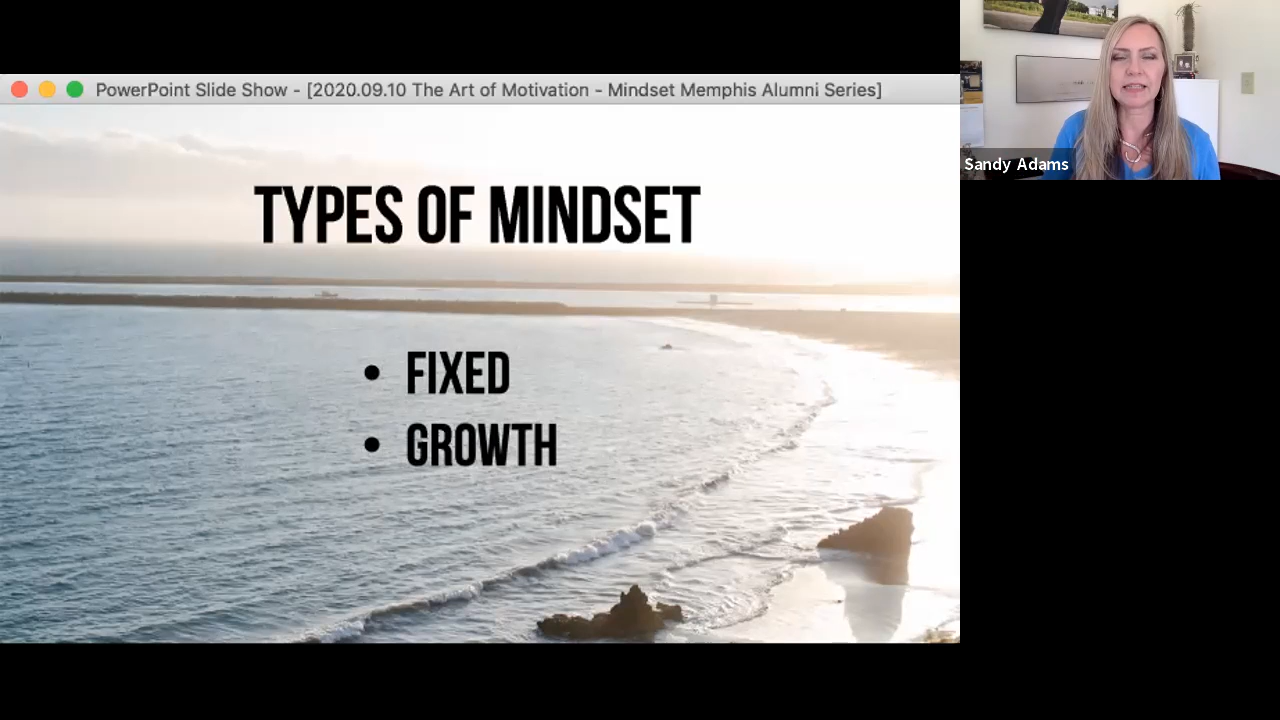 PowerPoint Slide Show - [2020.09.10 The Art of Motivation - Mindset Memphis Alumni Series]
Sandy Adams
TYPES OF MINDSET
• FIXED
• GROWTH